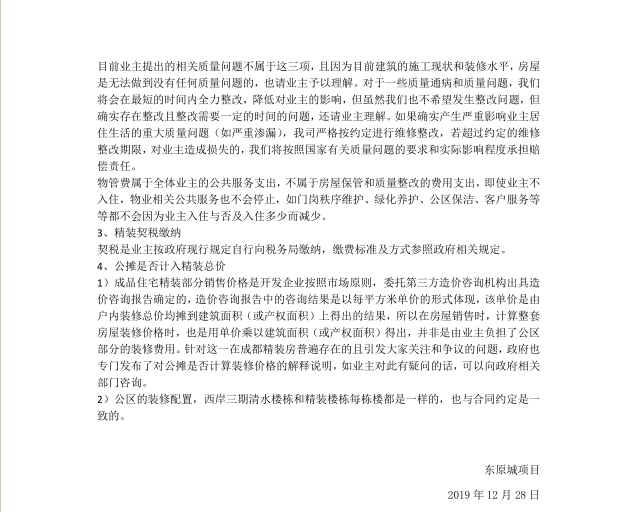 目前业主提出的相关质量问题不属于这三项，且因为目前建筑的施工现状和装修水平，房屋
是无法做到没有任何质量问题的，也请业主予以理解。对于一些质量通病和质量问题，我们
将会在最短的时间内全力整改，降低对业主的影响，但虽然我们也不希望发生整改问题，但
确实存在整改且整改需要一定的时间的问题，还请业主理解。如果确实产生严重影响业主居
住生活的重大质量问题（如严重渗漏），我司严格按约定进行维修整改，若超过约定的维修
整改期限，对业主造成损失的，我们将按照国家有关质量问题的要求和实际影响程度承担赔
偿责任。
物管费属于全体业主的公共服务支出，不属于房屋保管和质量整改的费用支出，即使业主不
入住，物业相关公共服务也不会停止，如门岗秩序维护、绿化养护、公区保洁、客户服务等
等都不会因为业主入住与否及入住多少而减少。
3、精装契税缴纳
契税是业主按政府现行规定自行向税务局缴纳，缴费标准及方式参照政府相关规定。
4、公摊是否计入精装总价
1）成品住宅精装部分销售价格是开发企业按照市场原则，委托第三方造价咨询机构出具造
价咨询报告确定的，造价咨询报告中的咨询结果是以每平方米单价的形式体现，该单价是由
户内装修总价均摊到建筑面积（或产权面积）上得出的结果，所以在房屋销售时，计算整套
房屋装修价格时，也是用单价乘以建筑面积（或产权面积）得出，并非是由业主负担了公区
部分的装修费用。针对这一在成都精装房普遍存在的且引发大家关注和争议的问题，政府也
专门发布了对公摊是否计算装修价格的解释说明，如业主对此有疑问的话，可以向政府相关
部门咨询。
2）公区的装修配置，西岸三期清水楼栋和精装楼栋每栋楼都是一样的，也与合同约定是一
致的。
东原城项目
2019 年 12 月 28 日